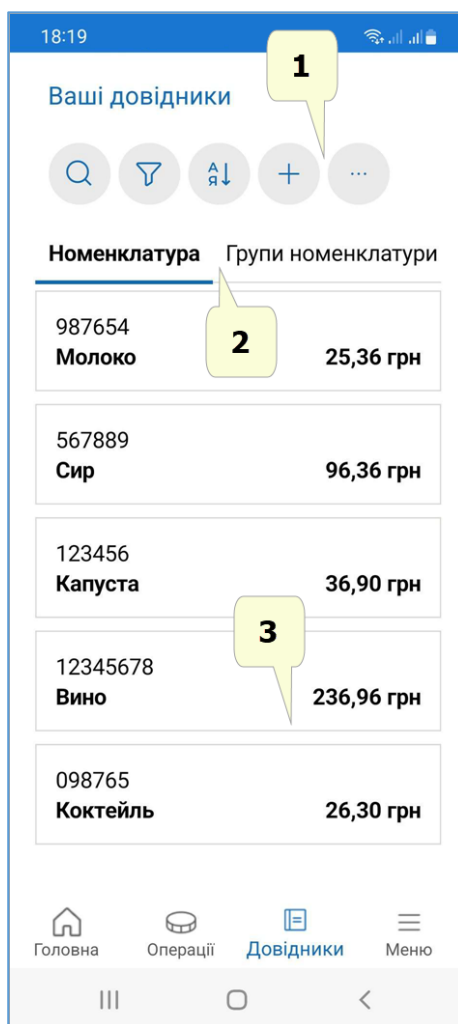 18:19
1
Ваші довідники
А
Я
...
Номенклатура Групи номенклатури
2
987654
Молоко 25,36 грн
567889
Сир 96,36 грн
123456
Капуста 36,90 грн
3
12345678
Вино 236,96 грн
098765
Коктейль 26,30 грн
Головна Операції Довідники Меню